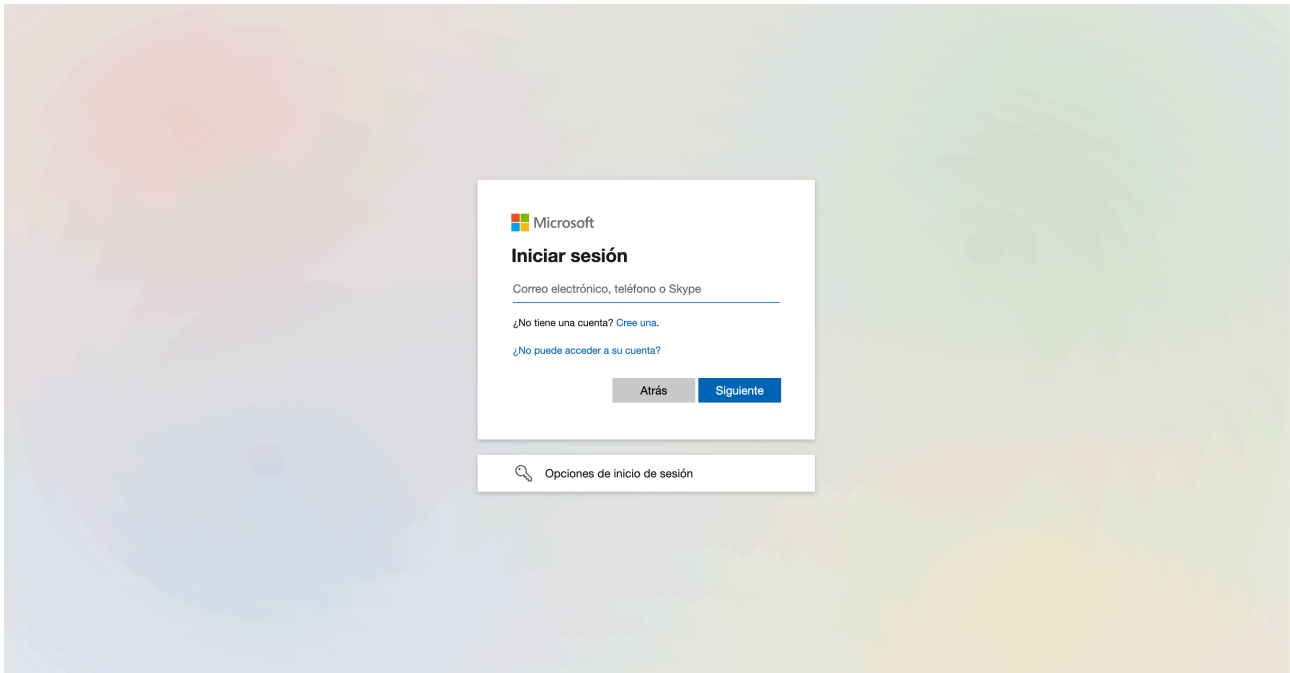 Microsoft
Iniciar sesión
Correo electrónico, teléfono o Skype
¿No tiene una cuenta? Cree una.
¿No puede acceder a su cuenta?
Atrás Siguiente
Opciones de inicio de sesión